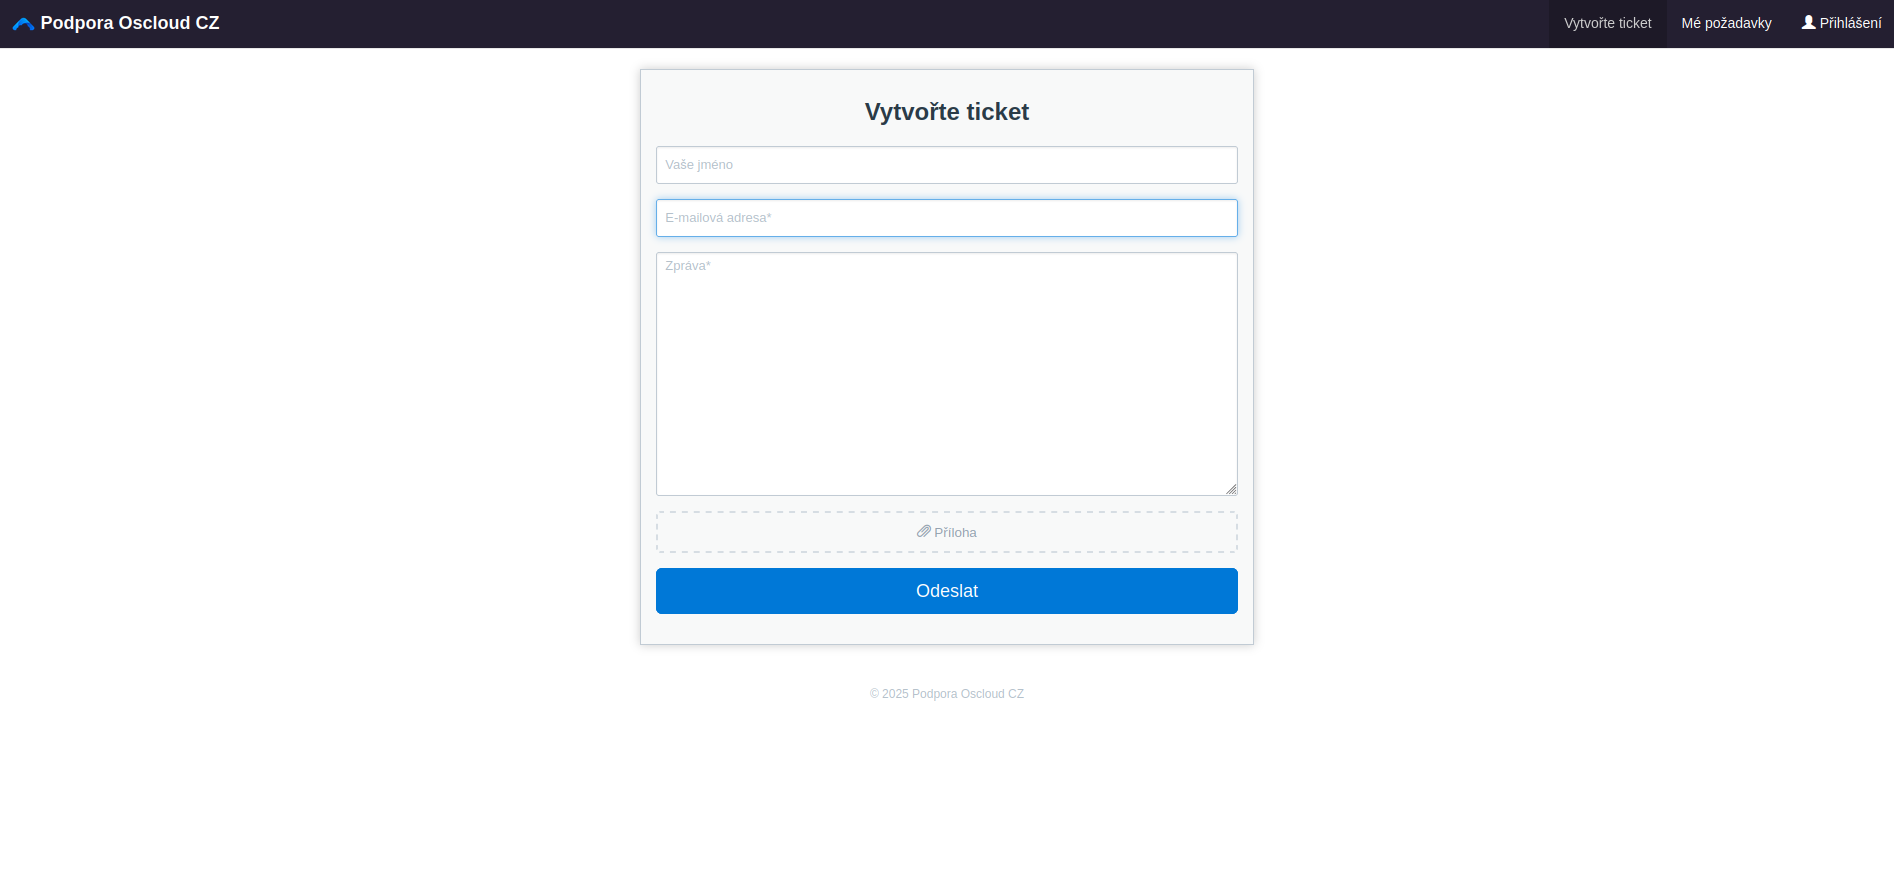 Podpora Oscloud CZ
Vytvořte ticket
Mé požadavky
Přihlášení
Vytvořte ticket
Vaše jméno
E-mailová adresa*
Zpráva*
Příloha
Odeslat
© 2025 Podpora Oscloud CZ